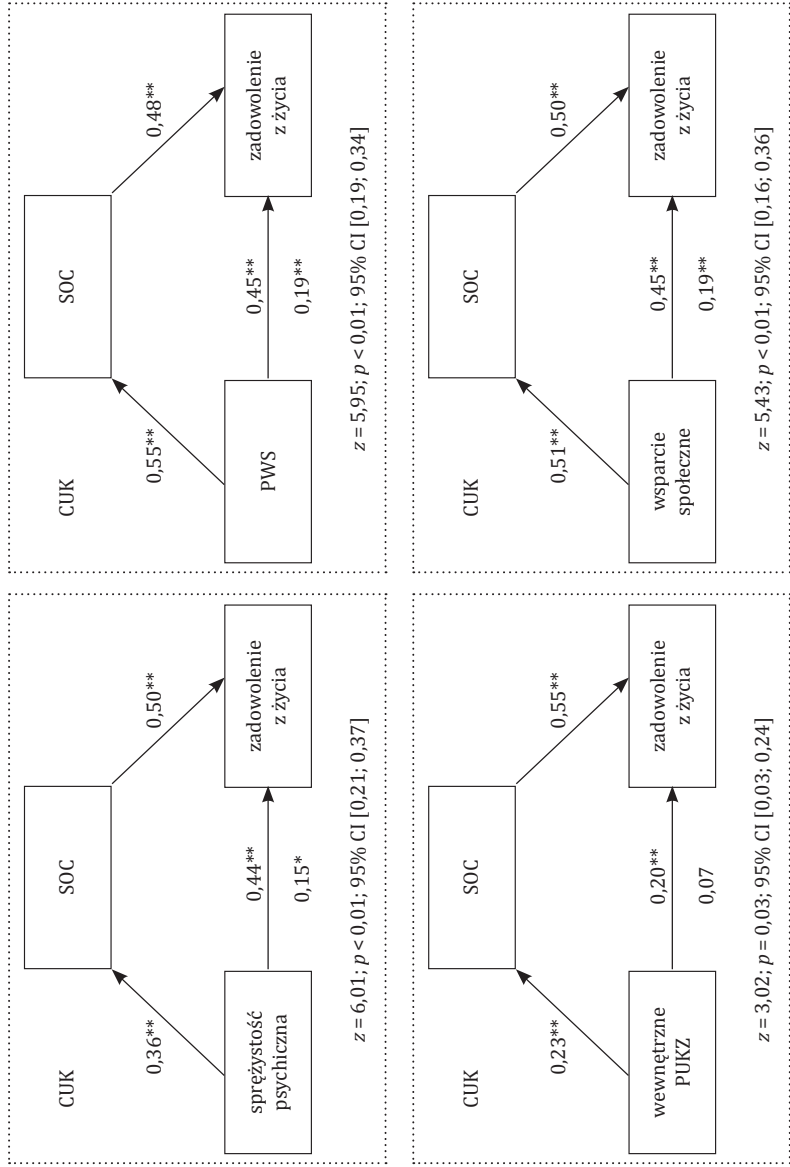 CUK
SOC
0,36**
0,50**
sprężystość
psychiczna
0,44**
0,15*
zadowolenie
z życia
z = 6,01; p < 0,01; 95% CI [0,21; 0,37]
CUK
SOC
0,55**
0,48**
PWS
0,45**
0,19**
zadowolenie
z życia
z = 5,95; p < 0,01; 95% CI [0,19; 0,34]
CUK
SOC
0,23**
0,55**
wewnętrzne
PUKZ
0,20**
0,07
zadowolenie
z życia
z = 3,02; p = 0,03; 95% CI [0,03; 0,24]
CUK
SOC
0,51**
0,50**
wsparcie
społeczne
0,45**
0,19**
zadowolenie
z życia
z = 5,43; p < 0,01; 95% CI [0,16; 0,36]